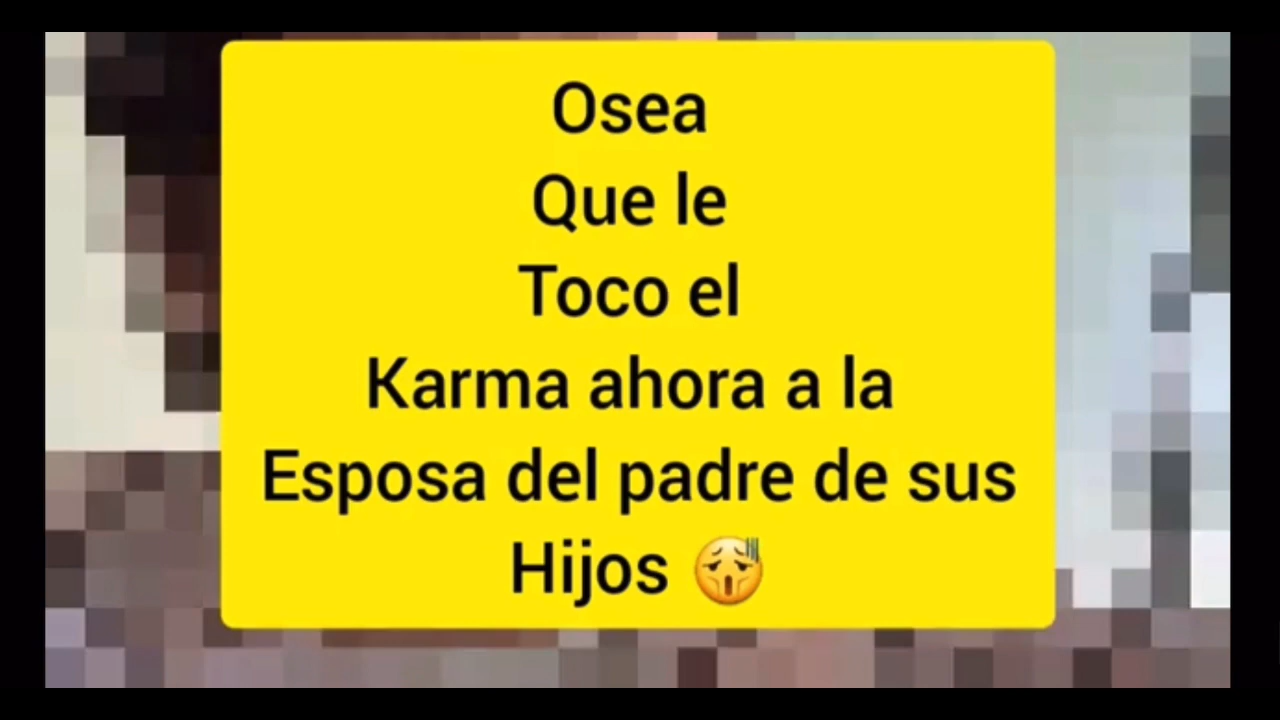 Osea
Que le
Toco el
Karma ahora a la
Esposa del padre de sus
Hijos 😫